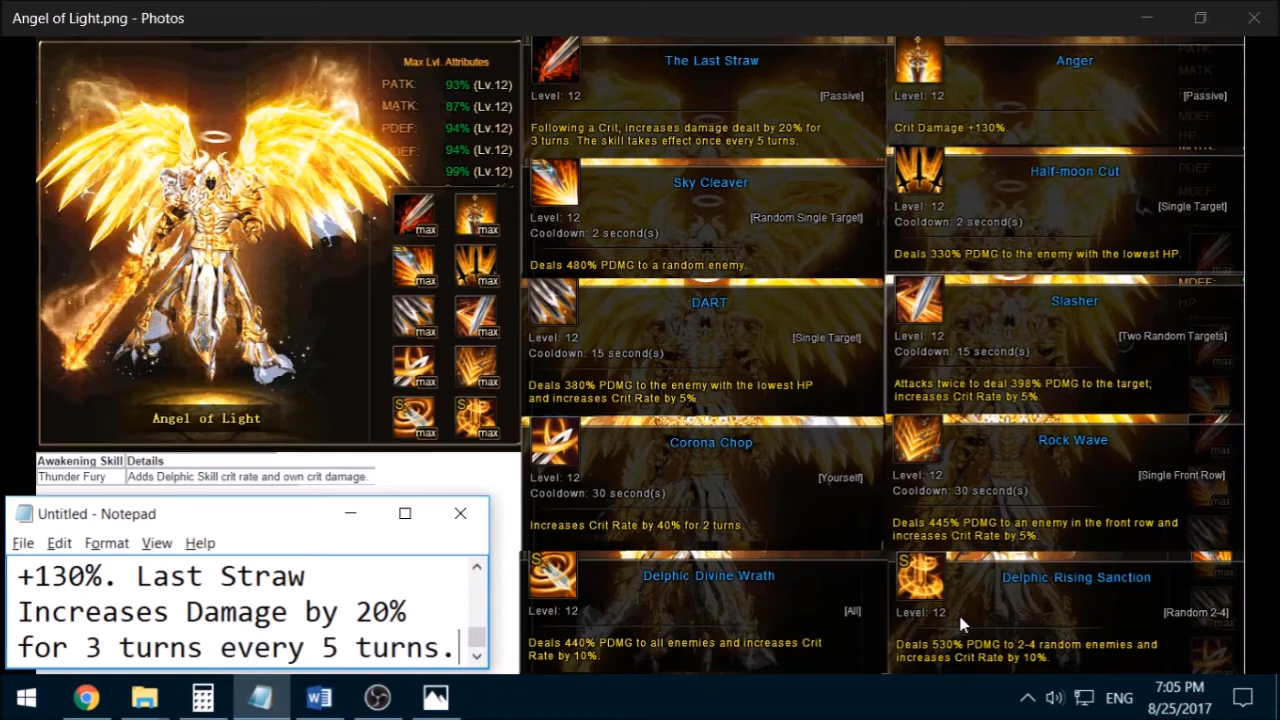 Angel of Light.png - Photos
Max Lvl. Attributes
PATK: 93% (Lv.12)
MATK: 87% (Lv.12)
PDEF: 94% (Lv.12)
DEF: 94% (Lv.12)
99% (Lv.12)
max max
max max
max max
max max
S max S max
Angel of Light
Awakening Skill Details
Thunder Fury Adds Delphic Skill crit rate and own crit damage.
The Last Straw
Level: 12 [Passive]
Following a Crit, increases damage dealt by 20% for
3 turns. The skill takes effect once every 5 turns.
Anger
Level: 12 [Passive]
Crit Damage +130%.
Sky Cleaver
Level: 12 [Random Single Target]
Cooldown: 2 second(s)
Deals 480% PDMG to a random enemy.
Half-moon Cut
Level: 12 [Single Target]
Cooldown: 2 second(s)
Deals 330% PDMG to the enemy with the lowest HP.
DART
Level: 12 [Single Target]
Cooldown: 15 second(s)
Deals 380% PDMG to the enemy with the lowest HP
and increases Crit Rate by 5%.
Slasher
Level: 12 [Two Random Targets]
Cooldown: 15 second(s)
Attacks twice to deal 398% PDMG to the target;
increases Crit Rate by 5%.
Corona Chop
Level: 12 [Yourself]
Cooldown: 30 second(s)
Increases Crit Rate by 40% for 2 turns.
Rock Wave
Level: 12 [Single Front Row]
Cooldown: 30 second(s)
Deals 445% PDMG to an enemy in the front row and
increases Crit Rate by 5%.
S
Delphic Divine Wrath
Level: 12 [All]
Deals 440% PDMG to all enemies and increases Crit
Rate by 10%.
S
Delphic Rising Sanction
Level: 12 [Random 2-4]
Deals 530% PDMG to 2-4 random enemies and
increases Crit Rate by 10%.
Untitled - Notepad
File Edit Format View Help
+130%. Last Straw
Increases Damage by 20%
for 3 turns every 5 turns.
ENG
7:05 PM
8/25/2017